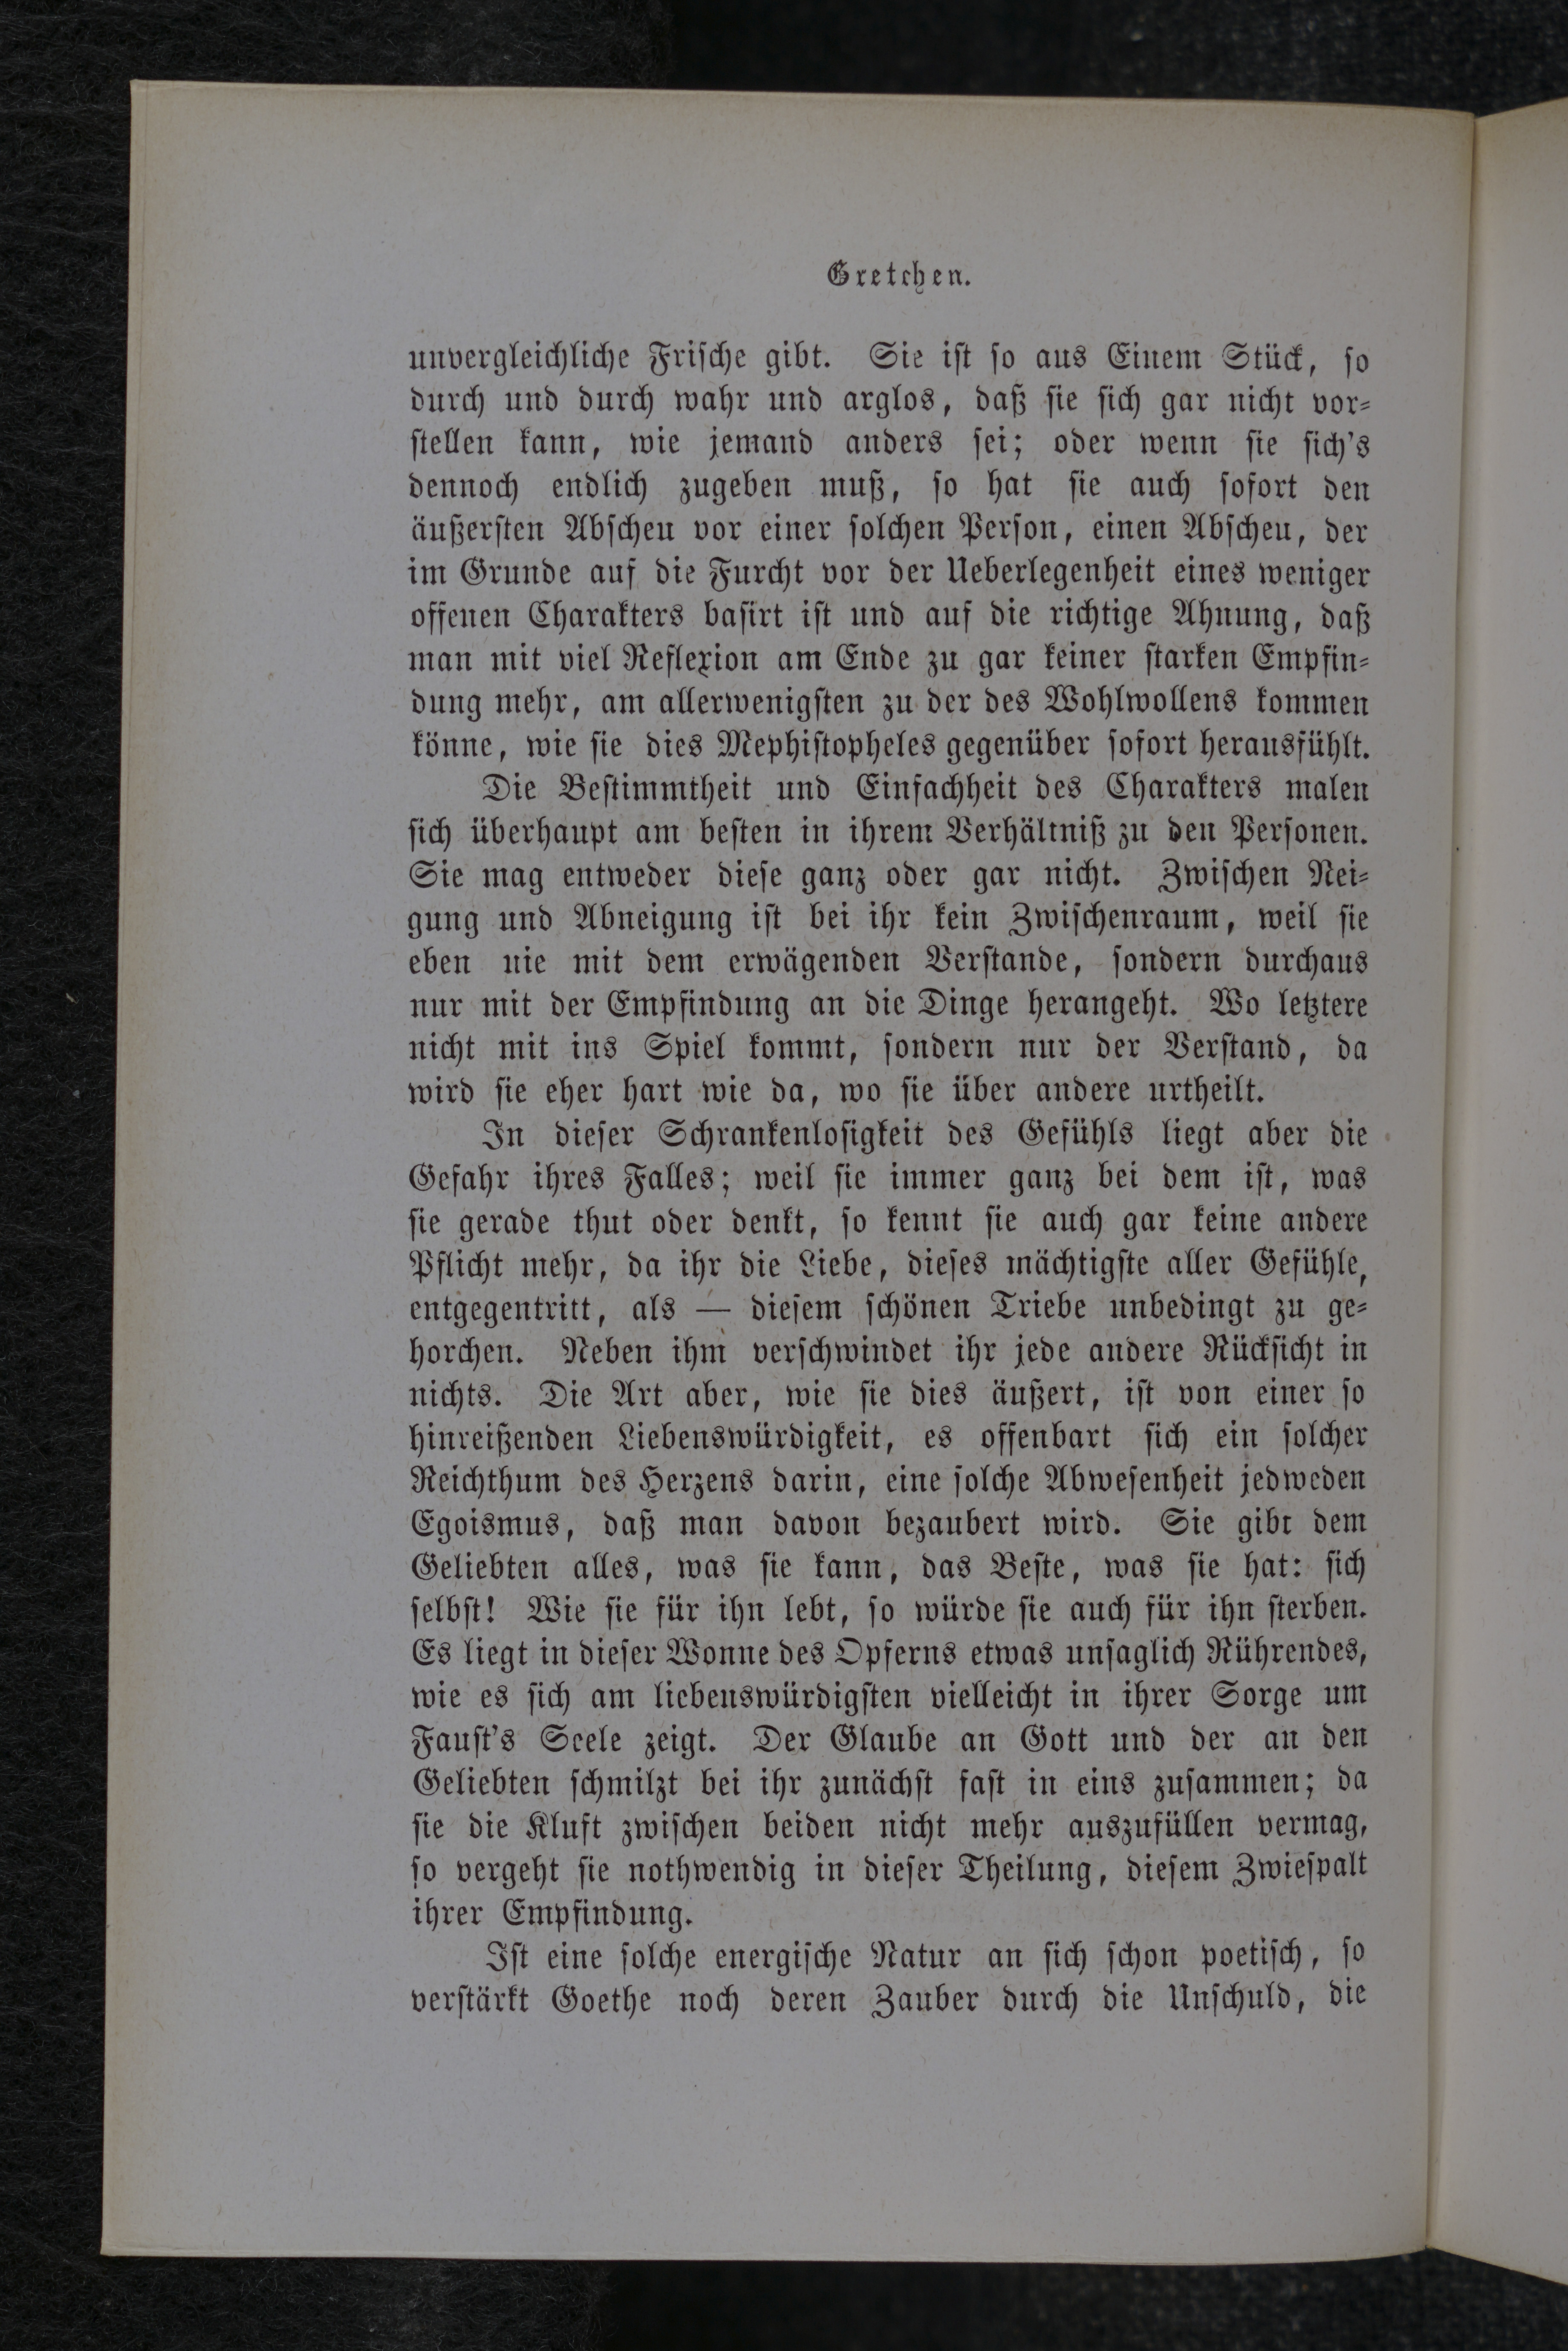 Gretchen.
unvergleichliche Frische gibt. Sie ist so aus Einem Stück, so
durch und durch wahr und arglos, daß sie sich gar nicht vor-
stellen kann, wie jemand anders sei; oder wenn sie sich's
dennoch endlich zugeben muß, so hat sie auch sofort den
äußersten Abscheu vor einer solchen Person, einen Abscheu, der
im Grunde auf die Furcht vor der Ueberlegenheit eines weniger
offenen Charakters basirt ist und auf die richtige Ahnung, daß
man mit viel Reflexion am Ende zu gar keiner starken Empfin-
dung mehr, am allerwenigsten zu der des Wohlwollens kommen
könne, wie sie dies Mephistopheles gegenüber sofort herausfühlt.
Die Bestimmtheit und Einfachheit des Charakters malen
sich überhaupt am besten in ihrem Verhältniß zu den Personen.
Sie mag entweder diese ganz oder gar nicht. Zwischen Nei-
gung und Abneigung ist bei ihr kein Zwischenraum, weil sie
eben nie mit dem erwägenden Verstande, sondern durchaus
nur mit der Empfindung an die Dinge herangeht. Wo letztere
nicht mit ins Spiel kommt, sondern nur der Verstand, da
wird sie eher hart wie da, wo sie über andere urtheilt.
In dieser Schrankenlosigkeit des Gefühls liegt aber die
Gefahr ihres Falles; weil sie immer ganz bei dem ist, was
sie gerade thut oder denkt, so kennt sie auch gar keine andere
Pflicht mehr, da ihr die Liebe, dieses mächtigste aller Gefühle,
entgegentritt, als — diesem schönen Triebe unbedingt zu ge-
horchen. Neben ihm verschwindet ihr jede andere Rücksicht in
nichts. Die Art aber, wie sie dies äußert, ist von einer so
hinreißenden Liebenswürdigkeit, es offenbart sich ein solcher
Reichthum des Herzens darin, eine solche Abwesenheit jedweden
Egoismus, daß man davon bezaubert wird. Sie gibt dem
Geliebten alles, was sie kann, das Beste, was sie hat: sich
selbst! Wie sie für ihn lebt, so würde sie auch für ihn sterben.
Es liegt in dieser Wonne des Opferns etwas unsaglich Rührendes,
wie es sich am liebenswürdigsten vielleicht in ihrer Sorge um
Faust's Seele zeigt. Der Glaube an Gott und der an den
Geliebten schmilzt bei ihr zunächst fast in eins zusammen; da
sie die Kluft zwischen beiden nicht mehr auszufüllen vermag,
so vergeht sie nothwendig in dieser Theilung, diesem Zwiespalt
ihrer Empfindung.
Ist eine solche energische Natur an sich schon poetisch, so
verstärkt Goethe noch deren Zauber durch die Unschuld, die